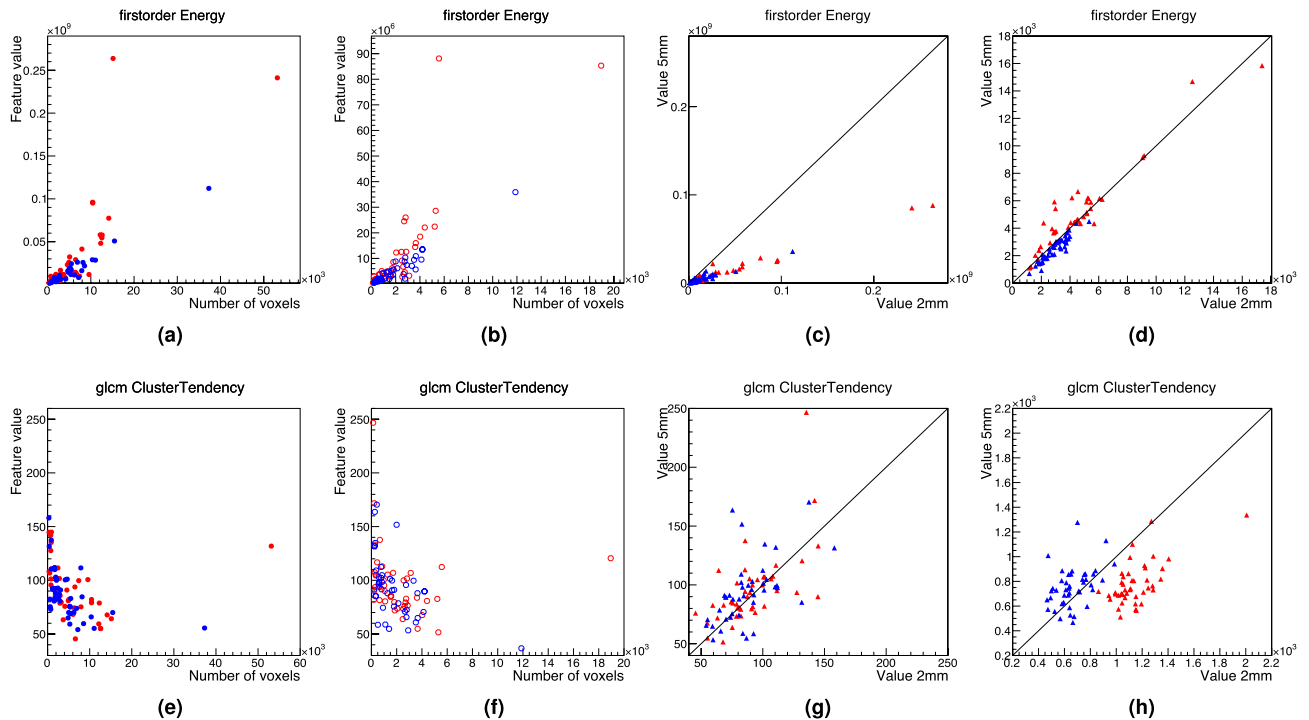 firstorder Energy
×10⁹
Feature value
0.25
0.2
0.15
0.1
0.05
0 10 20 30 40 50
×10³
Number of voxels
(a)
firstorder Energy
×10⁶
Feature value
90
80
70
60
50
40
30
20
10
0 2 4 6 8 10 12 14 16 18 20
×10³
Number of voxels
(b)
firstorder Energy
×10⁹
Value 5mm
0.2
0.1
0
0 0.1 0.2
×10⁹
Value 2mm
(c)
firstorder Energy
18
×10³
Value 5mm
16
14
12
10
8
6
4
2
0
0 2 4 6 8 10 12 14 16 18
×10³
Value 2mm
(d)
glcm ClusterTendency
Feature value
250
200
150
100
50
0 10 20 30 40 50 60
×10³
Number of voxels
(e)
glcm ClusterTendency
Feature value
250
200
150
100
50
0 2 4 6 8 10 12 14 16 18 20
×10³
Number of voxels
(f)
glcm ClusterTendency
Value 5mm
250
200
150
100
50
50 100 150 200 250
Value 2mm
(g)
glcm ClusterTendency
×10³
Value 5mm
2.2
2
1.8
1.6
1.4
1.2
1
0.8
0.6
0.4
0.2
0.2 0.4 0.6 0.8 1 1.2 1.4 1.6 1.8 2 2.2
×10³
Value 2mm
(h)